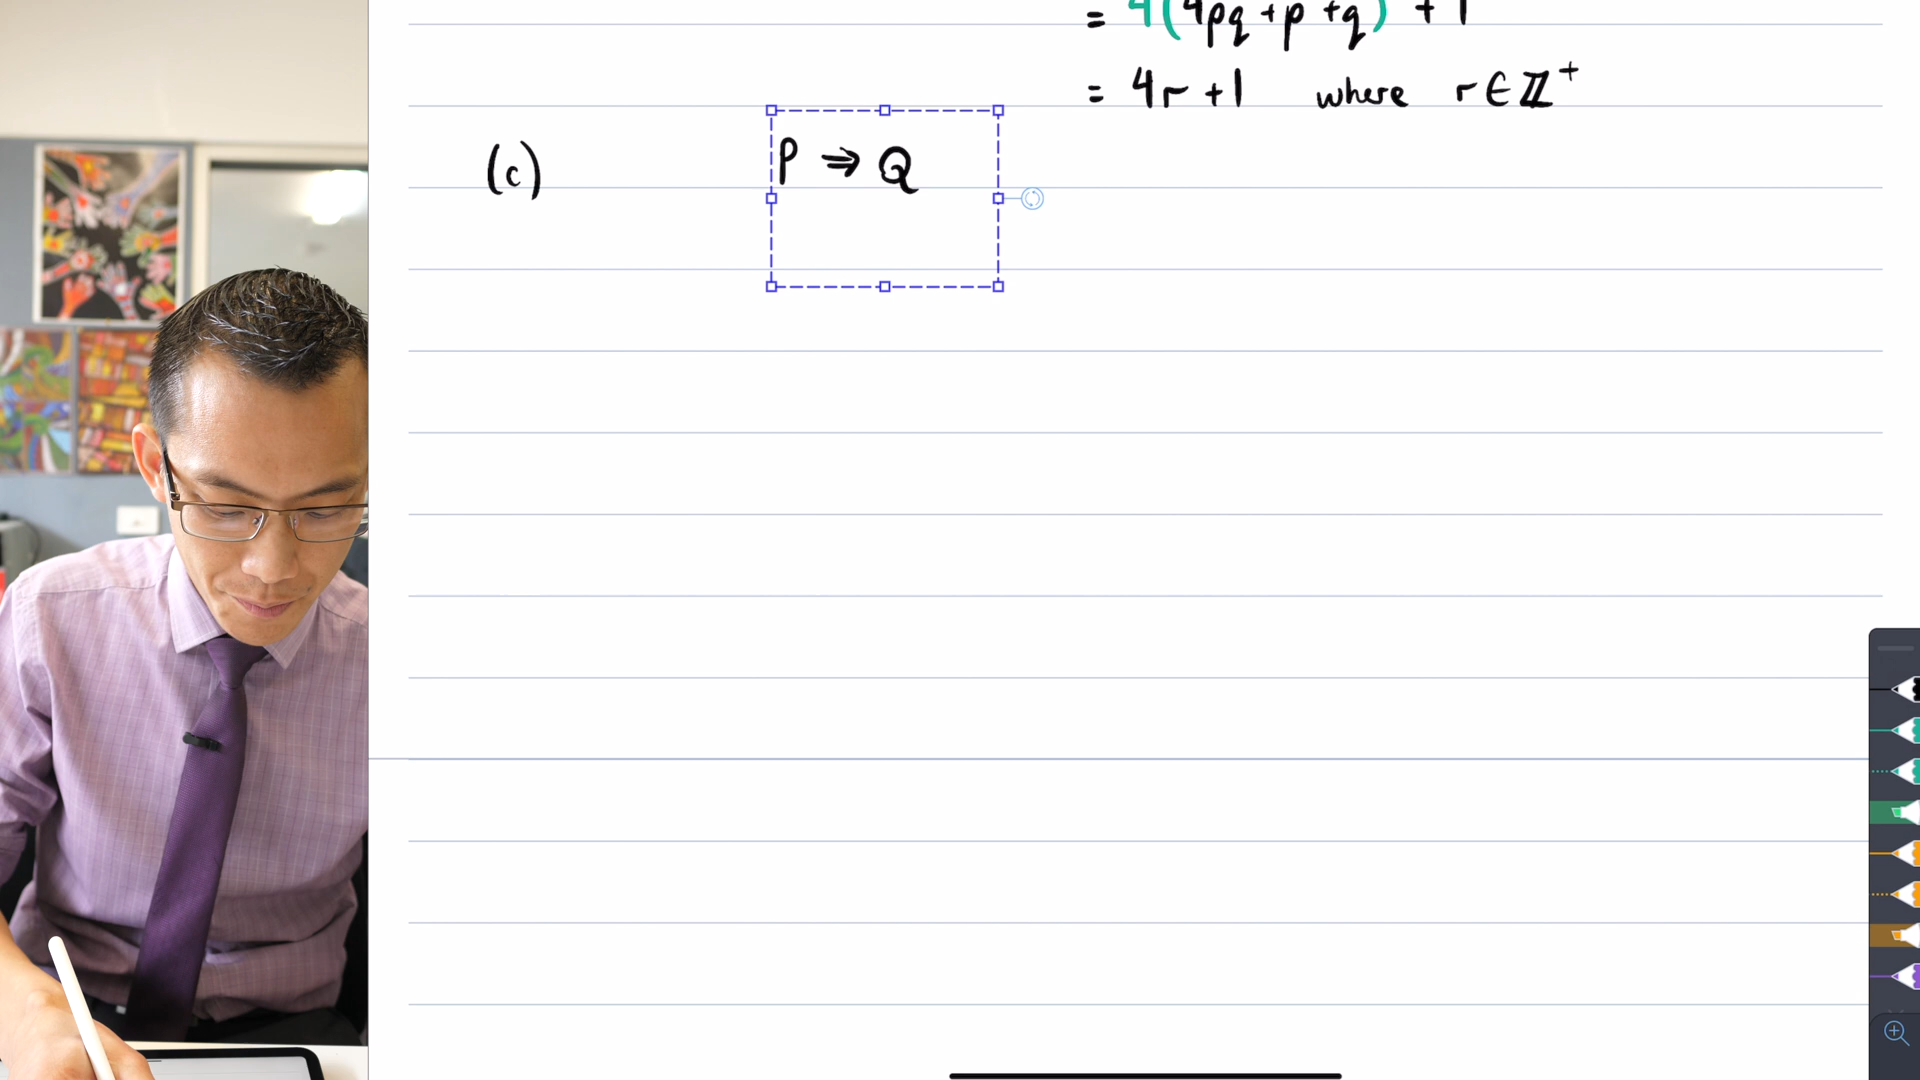 = 4(4pq + p + q) + 1
= 4r + 1 where r ∈ ℤ⁺
(c) P ⇒ Q